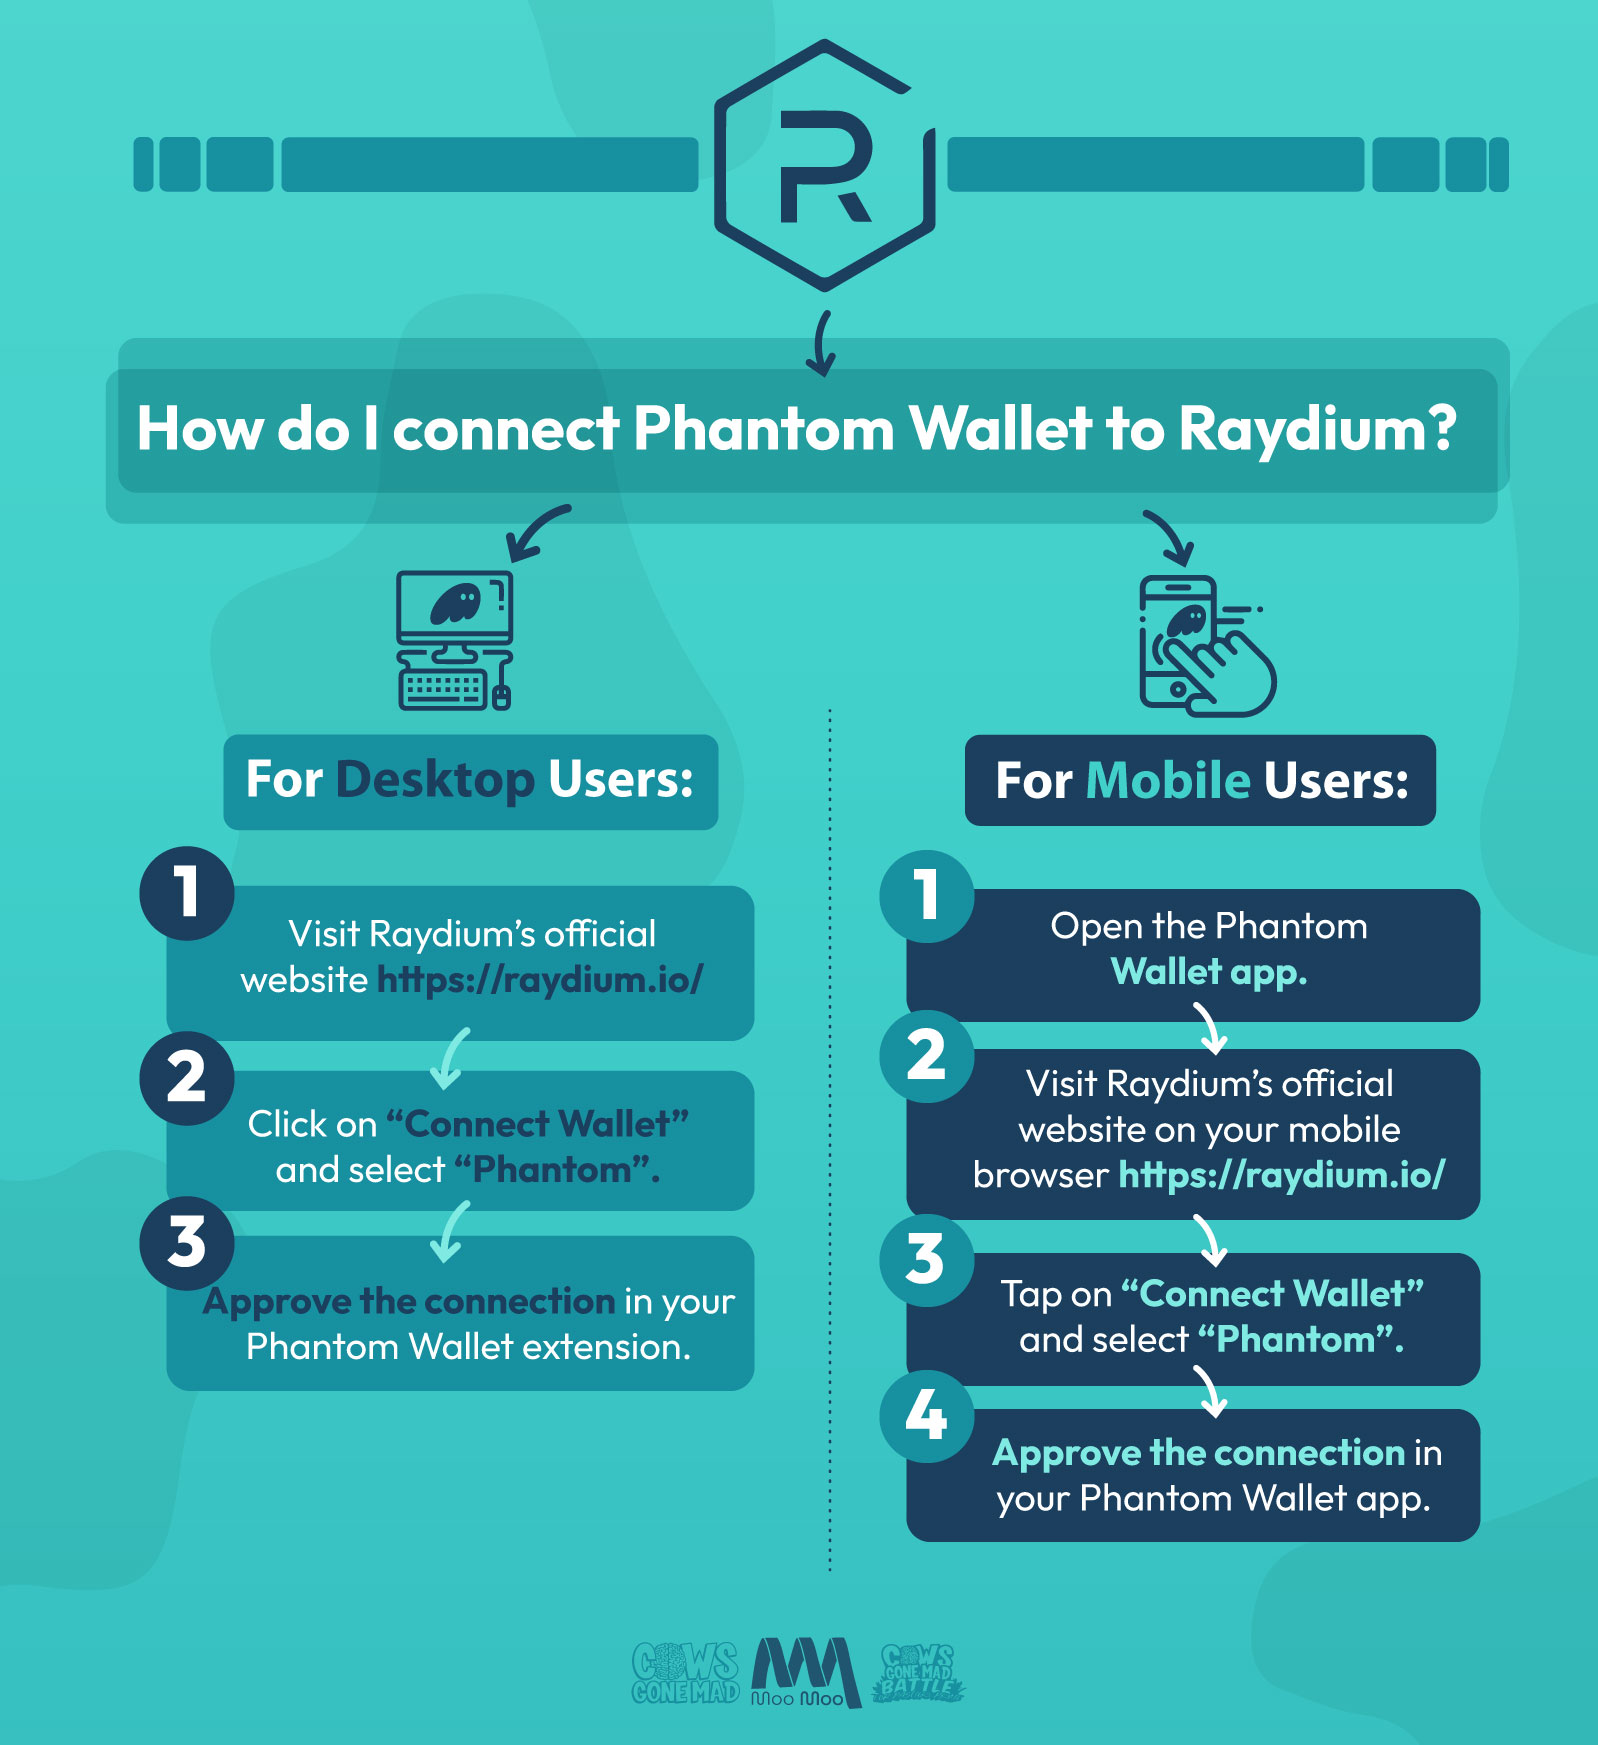 R
How do I connect Phantom Wallet to Raydium?
For Desktop Users:
1
Visit Raydium’s official
website https://raydium.io/
2
Click on “Connect Wallet”
and select “Phantom”.
3
Approve the connection in your
Phantom Wallet extension.
For Mobile Users:
1
Open the Phantom
Wallet app.
2
Visit Raydium’s official
website on your mobile
browser https://raydium.io/
3
Tap on “Connect Wallet”
and select “Phantom”.
4
Approve the connection in
your Phantom Wallet app.
COWS
GONE MAD
Moo Moo
COWS
GONE MAD
BATTLE